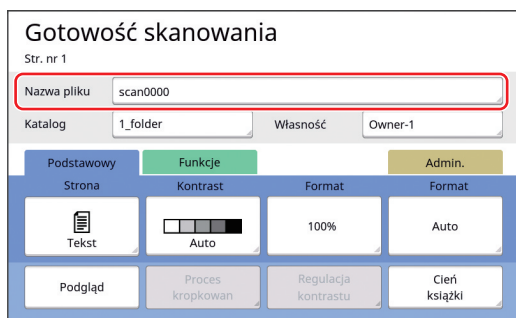 Gotowość skanowania
Str. nr 1
Nazwa pliku scan0000
Katalog 1_folder Własność Owner-1
Podstawowy Funkcje Admin.
Strona Kontrast Format Format
Tekst Auto 100% Auto
Podgląd Proces kropkowan Regulacja kontrastu Cień książki